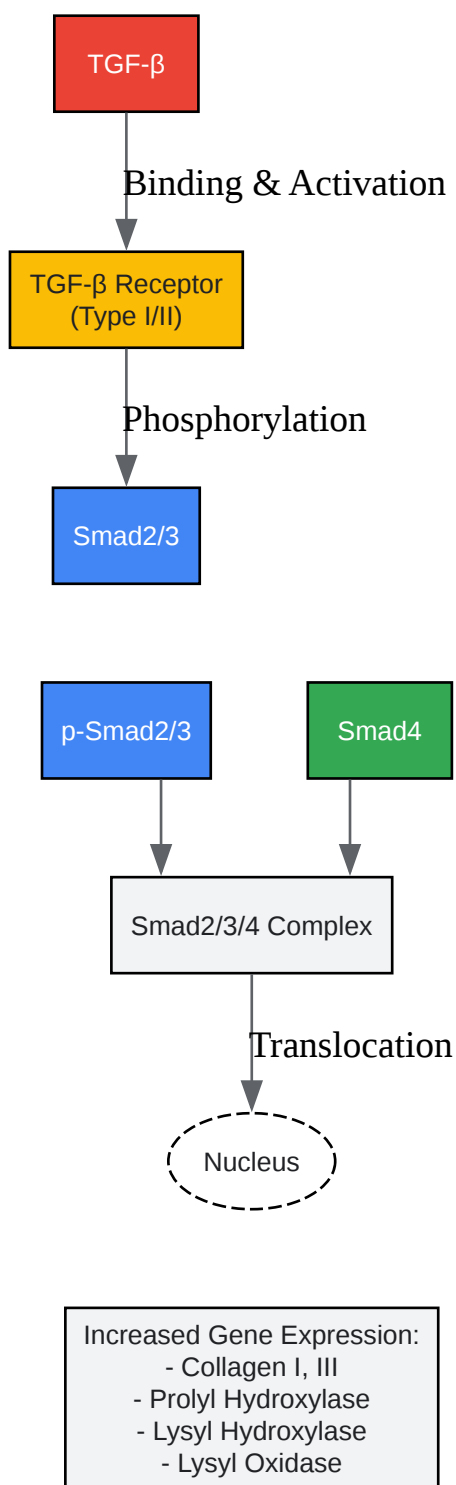 TGF-β
Binding & Activation
TGF-β Receptor
(Type I/II)
Phosphorylation
Smad2/3
p-Smad2/3
Smad4
Smad2/3/4 Complex
Translocation
Nucleus
Increased Gene Expression:
- Collagen I, III
- Prolyl Hydroxylase
- Lysyl Hydroxylase
- Lysyl Oxidase